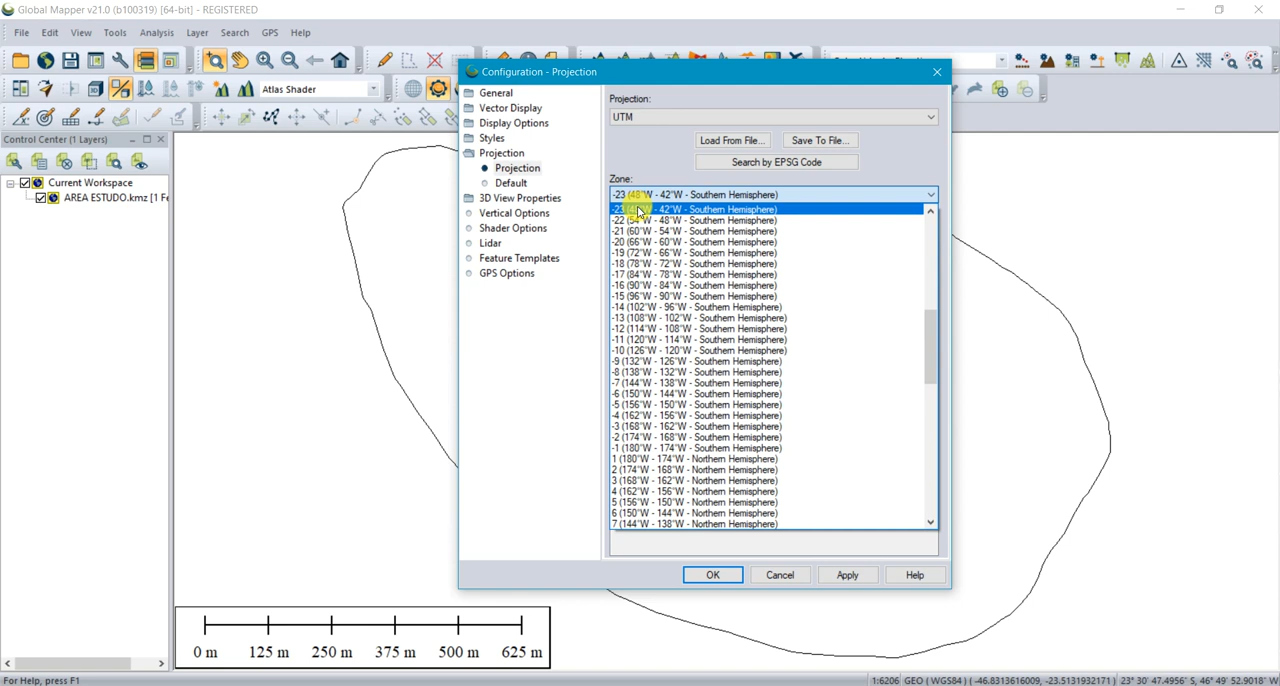 Global Mapper v21.0 (b100319) [64-bit] - REGISTERED
File Edit View Tools Analysis Layer Search GPS Help
Atlas Shader
Control Center (1 Layers)
Current Workspace
AREA ESTUDO.kmz [1 Fe
Configuration - Projection
General
Vector Display
Display Options
Styles
Projection
Projection
Default
3D View Properties
Vertical Options
Shader Options
Lidar
Feature Templates
GPS Options
Projection:
UTM
Load From File...
Save To File...
Search by EPSG Code
Zone:
-23 (48°W - 42°W - Southern Hemisphere)
-23 (48°W - 42°W - Southern Hemisphere)
-22 (54°W - 48°W - Southern Hemisphere)
-21 (60°W - 54°W - Southern Hemisphere)
-20 (66°W - 60°W - Southern Hemisphere)
-19 (72°W - 66°W - Southern Hemisphere)
-18 (78°W - 72°W - Southern Hemisphere)
-17 (84°W - 78°W - Southern Hemisphere)
-16 (90°W - 84°W - Southern Hemisphere)
-15 (96°W - 90°W - Southern Hemisphere)
-14 (102°W - 96°W - Southern Hemisphere)
-13 (108°W - 102°W - Southern Hemisphere)
-12 (114°W - 108°W - Southern Hemisphere)
-11 (120°W - 114°W - Southern Hemisphere)
-10 (126°W - 120°W - Southern Hemisphere)
-9 (132°W - 126°W - Southern Hemisphere)
-8 (138°W - 132°W - Southern Hemisphere)
-7 (144°W - 138°W - Southern Hemisphere)
-6 (150°W - 144°W - Southern Hemisphere)
-5 (156°W - 150°W - Southern Hemisphere)
-4 (162°W - 156°W - Southern Hemisphere)
-3 (168°W - 162°W - Southern Hemisphere)
-2 (174°W - 168°W - Southern Hemisphere)
-1 (180°W - 174°W - Southern Hemisphere)
1 (180°W - 174°W - Northern Hemisphere)
2 (174°W - 168°W - Northern Hemisphere)
3 (168°W - 162°W - Northern Hemisphere)
4 (162°W - 156°W - Northern Hemisphere)
5 (156°W - 150°W - Northern Hemisphere)
6 (150°W - 144°W - Northern Hemisphere)
7 (144°W - 138°W - Northern Hemisphere)
OK Cancel Apply Help
0 m 125 m 250 m 375 m 500 m 625 m
For Help, press F1
1:6206 GEO ( WGS84 ) ( -46.8313616009, -23.5131932171 ) 23° 30' 47.4956" S, 46° 49' 52.9018" W